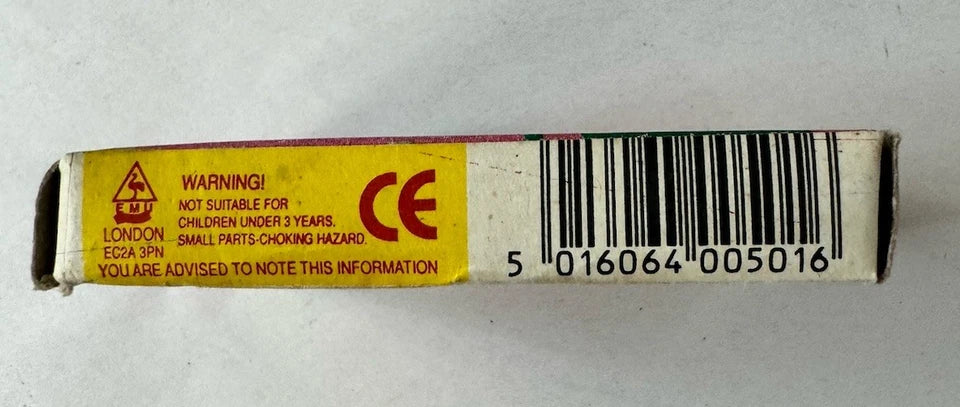 EMU
LONDON
EC2A 3PN
WARNING!
NOT SUITABLE FOR
CHILDREN UNDER 3 YEARS.
SMALL PARTS-CHOKING HAZARD.
YOU ARE ADVISED TO NOTE THIS INFORMATION
CE
5 016064 005016